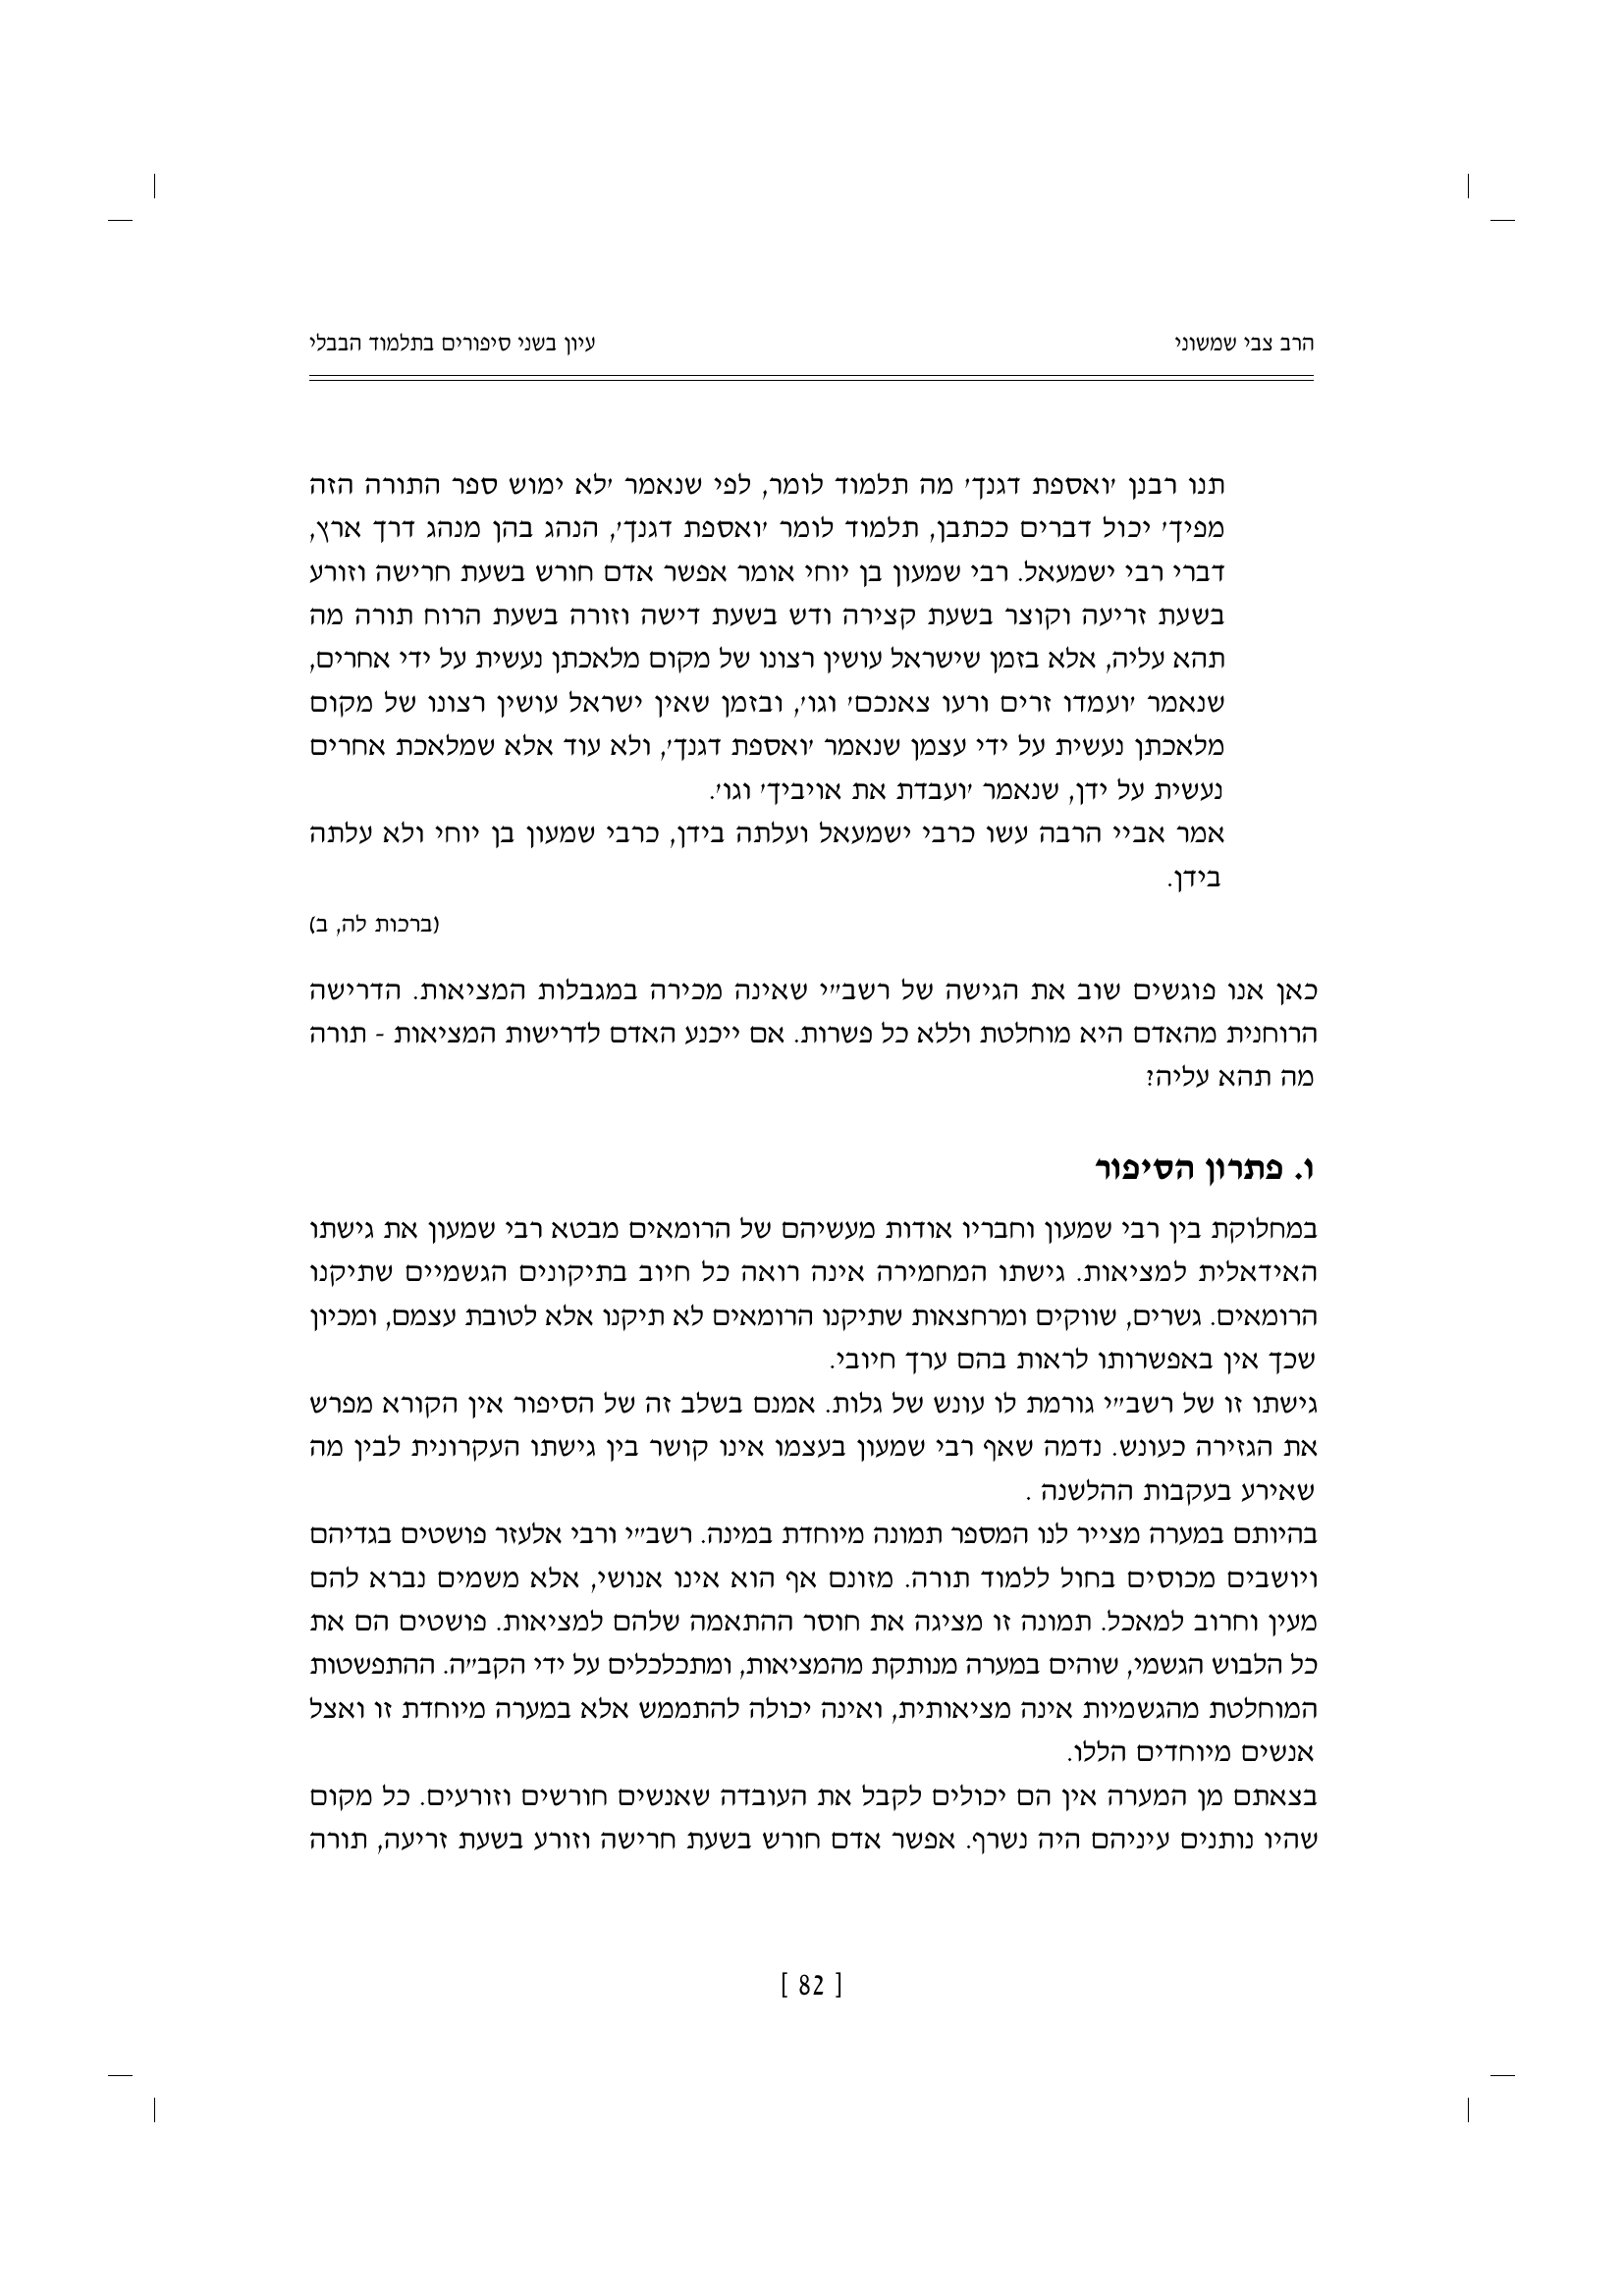 הרב צבי שמשוני
עיון בשני סיפורים בתלמוד הבבלי
תנו רבנן 'ואספת דגנך' מה תלמוד לומר, לפי שנאמר 'לא ימוש ספר התורה הזה
מפיך' יכול דברים ככתבן, תלמוד לומר 'ואספת דגנך', הנהג בהן מנהג דרך ארץ,
דברי רבי ישמעאל. רבי שמעון בן יוחי אומר אפשר אדם חורש בשעת חרישה וזורע
בשעת זריעה וקוצר בשעת קצירה ודש בשעת דישה וזורה בשעת הרוח תורה מה
תהא עליה, אלא בזמן שישראל עושין רצונו של מקום מלאכתן נעשית על ידי אחרים,
שנאמר 'ועמדו זרים ורעו צאנכם' וגו', ובזמן שאין ישראל עושין רצונו של מקום
מלאכתן נעשית על ידי עצמן שנאמר 'ואספת דגנך', ולא עוד אלא שמלאכת אחרים
נעשית על ידן, שנאמר 'ועבדת את אויביך' וגו'.
אמר אביי הרבה עשו כרבי ישמעאל ועלתה בידן, כרבי שמעון בן יוחי ולא עלתה
בידן.
(ברכות לה, ב)
כאן אנו פוגשים שוב את הגישה של רשב"י שאינה מכירה במגבלות המציאות. הדרישה
הרוחנית מהאדם היא מוחלטת וללא כל פשרות. אם ייכנע האדם לדרישות המציאות - תורה
מה תהא עליה?
ו. פתרון הסיפור
במחלוקת בין רבי שמעון וחבריו אודות מעשיהם של הרומאים מבטא רבי שמעון את גישתו
האידאלית למציאות. גישתו המחמירה אינה רואה כל חיוב בתיקונים הגשמיים שתיקנו
הרומאים. גשרים, שווקים ומרחצאות שתיקנו הרומאים לא תיקנו אלא לטובת עצמם, ומכיון
שכך אין באפשרותו לראות בהם ערך חיובי.
גישתו זו של רשב"י גורמת לו עונש של גלות. אמנם בשלב זה של הסיפור אין הקורא מפרש
את הגזירה כעונש. נדמה שאף רבי שמעון בעצמו אינו קושר בין גישתו העקרונית לבין מה
שאירע בעקבות ההלשנה .
בהיותם במערה מצייר לנו המספר תמונה מיוחדת במינה. רשב"י ורבי אלעזר פושטים בגדיהם
ויושבים מכוסים בחול ללמוד תורה. מזונם אף הוא אינו אנושי, אלא משמים נברא להם
מעין וחרוב למאכל. תמונה זו מציגה את חוסר ההתאמה שלהם למציאות. פושטים הם את
כל הלבוש הגשמי, שוהים במערה מנותקת מהמציאות, ומתכלכלים על ידי הקב"ה. ההתפשטות
המוחלטת מהגשמיות אינה מציאותית, ואינה יכולה להתממש אלא במערה מיוחדת זו ואצל
אנשים מיוחדים הללו.
בצאתם מן המערה אין הם יכולים לקבל את העובדה שאנשים חורשים וזורעים. כל מקום
שהיו נותנים עיניהם היה נשרף. אפשר אדם חורש בשעת חרישה וזורע בשעת זריעה, תורה
[ 82 ]